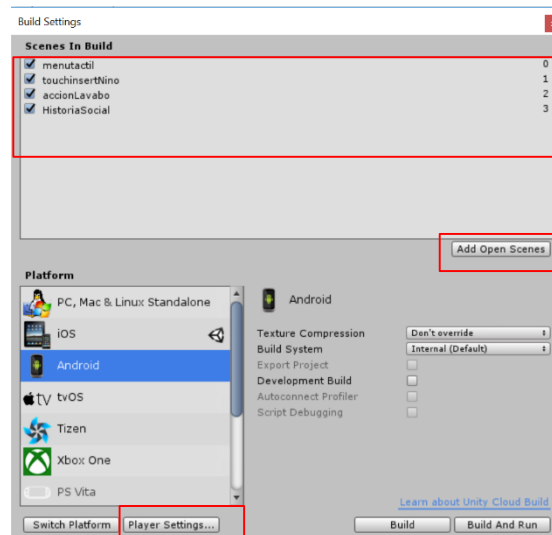 Build Settings
Scenes In Build
menutactil 0
touchinsertNino 1
accionLavabo 2
HistoriaSocial 3
Add Open Scenes
Platform
PC, Mac & Linux Standalone
iOS
Android
tvOS
Tizen
Xbox One
PS Vita
Android
Texture Compression Don't override
Build System Internal (Default)
Export Project
Development Build
Autoconnect Profiler
Script Debugging
Learn about Unity Cloud Build
Switch Platform Player Settings... Build Build And Run